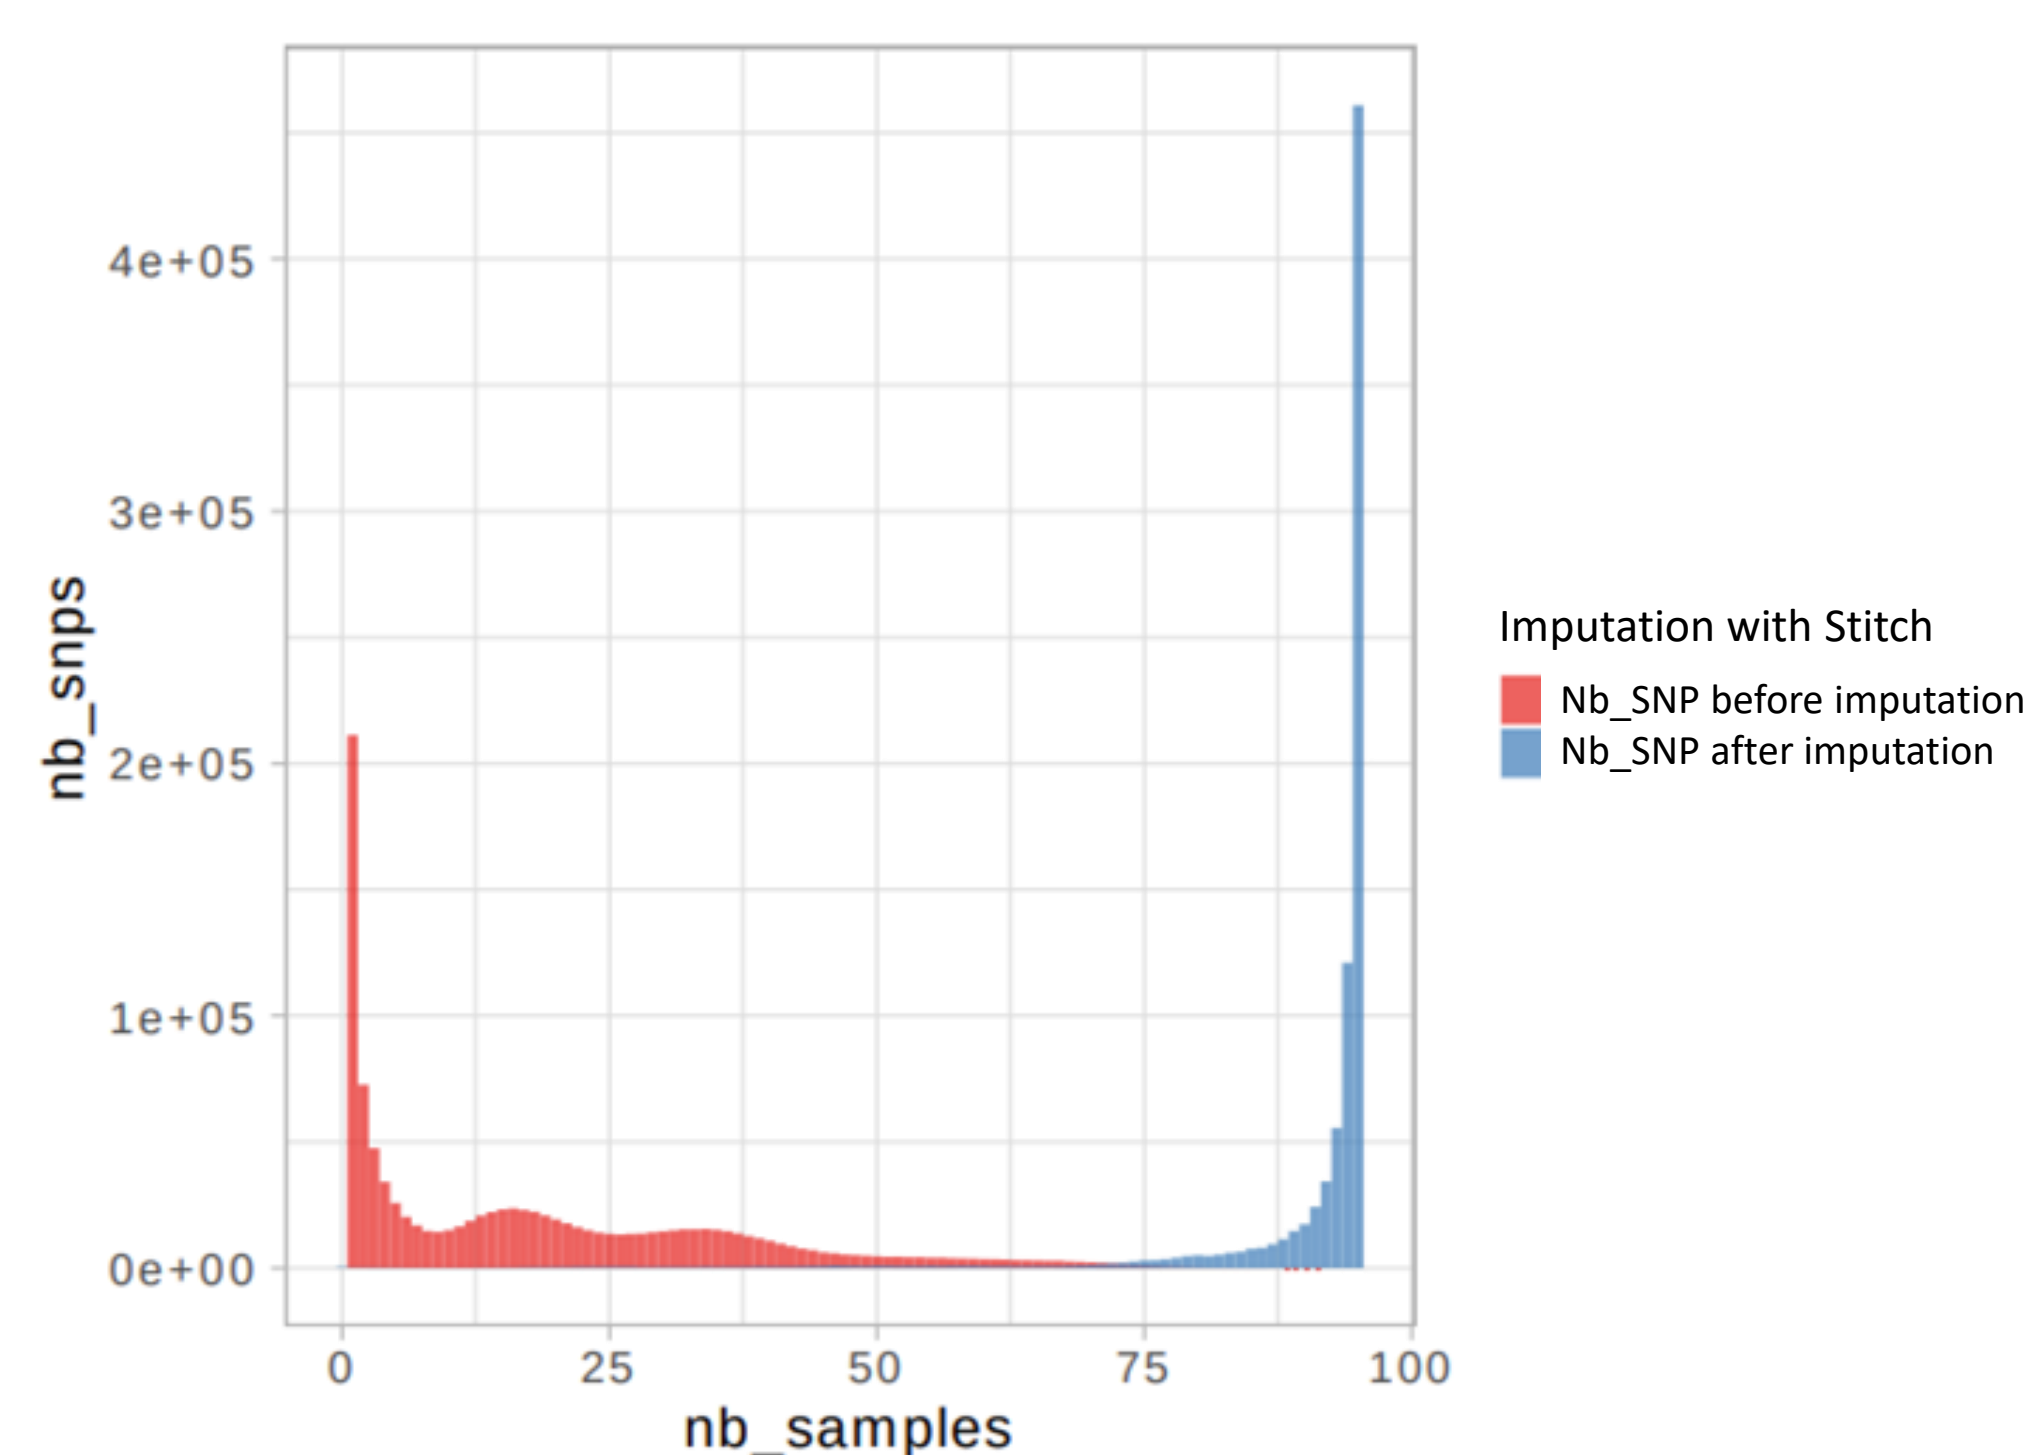 4e+05
3e+05
2e+05
1e+05
0e+00
nb_snps
0 25 50 75 100
nb_samples
Imputation with Stitch
Nb_SNP before imputation
Nb_SNP after imputation